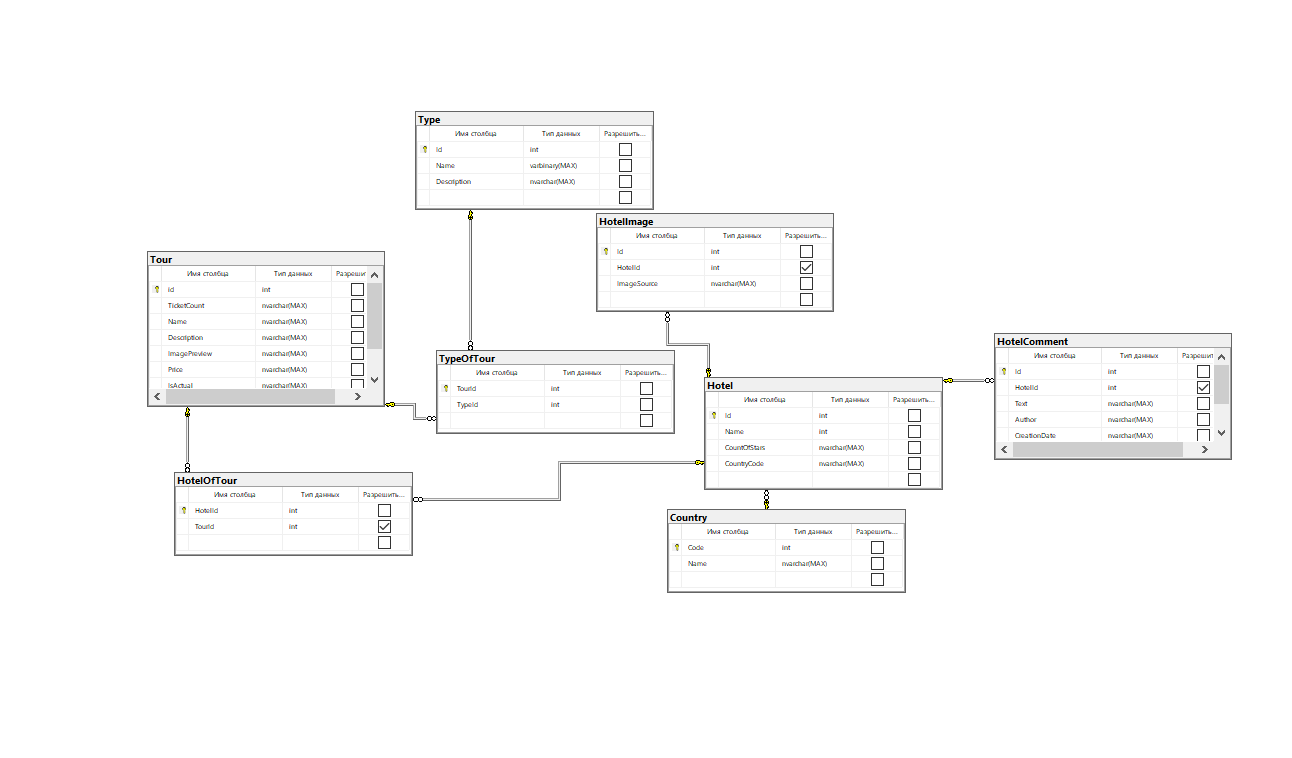 Type
Имя столбца Тип данных Разрешить...
Id int
Name varbinary(MAX)
Description nvarchar(MAX)
HotelImage
Имя столбца Тип данных Разрешить...
Id int
HotelId int
ImageSource nvarchar(MAX)
Tour
Имя столбца Тип данных Разреши
Id int
TicketCount nvarchar(MAX)
Name nvarchar(MAX)
Description nvarchar(MAX)
ImagePreview nvarchar(MAX)
Price nvarchar(MAX)
IsActual nvarchar(MAX)
HotelComment
Имя столбца Тип данных Разрешит
Id int
HotelId int
Text nvarchar(MAX)
Author nvarchar(MAX)
CreationDate nvarchar(MAX)
TypeOfTour
Имя столбца Тип данных Разрешить...
TourId int
TypeId int
Hotel
Имя столбца Тип данных Разрешить...
Id int
Name int
CountOfStars nvarchar(MAX)
CountryCode nvarchar(MAX)
HotelOfTour
Имя столбца Тип данных Разрешить...
HotelId int
TourId int
Country
Имя столбца Тип данных Разрешить...
Code int
Name nvarchar(MAX)